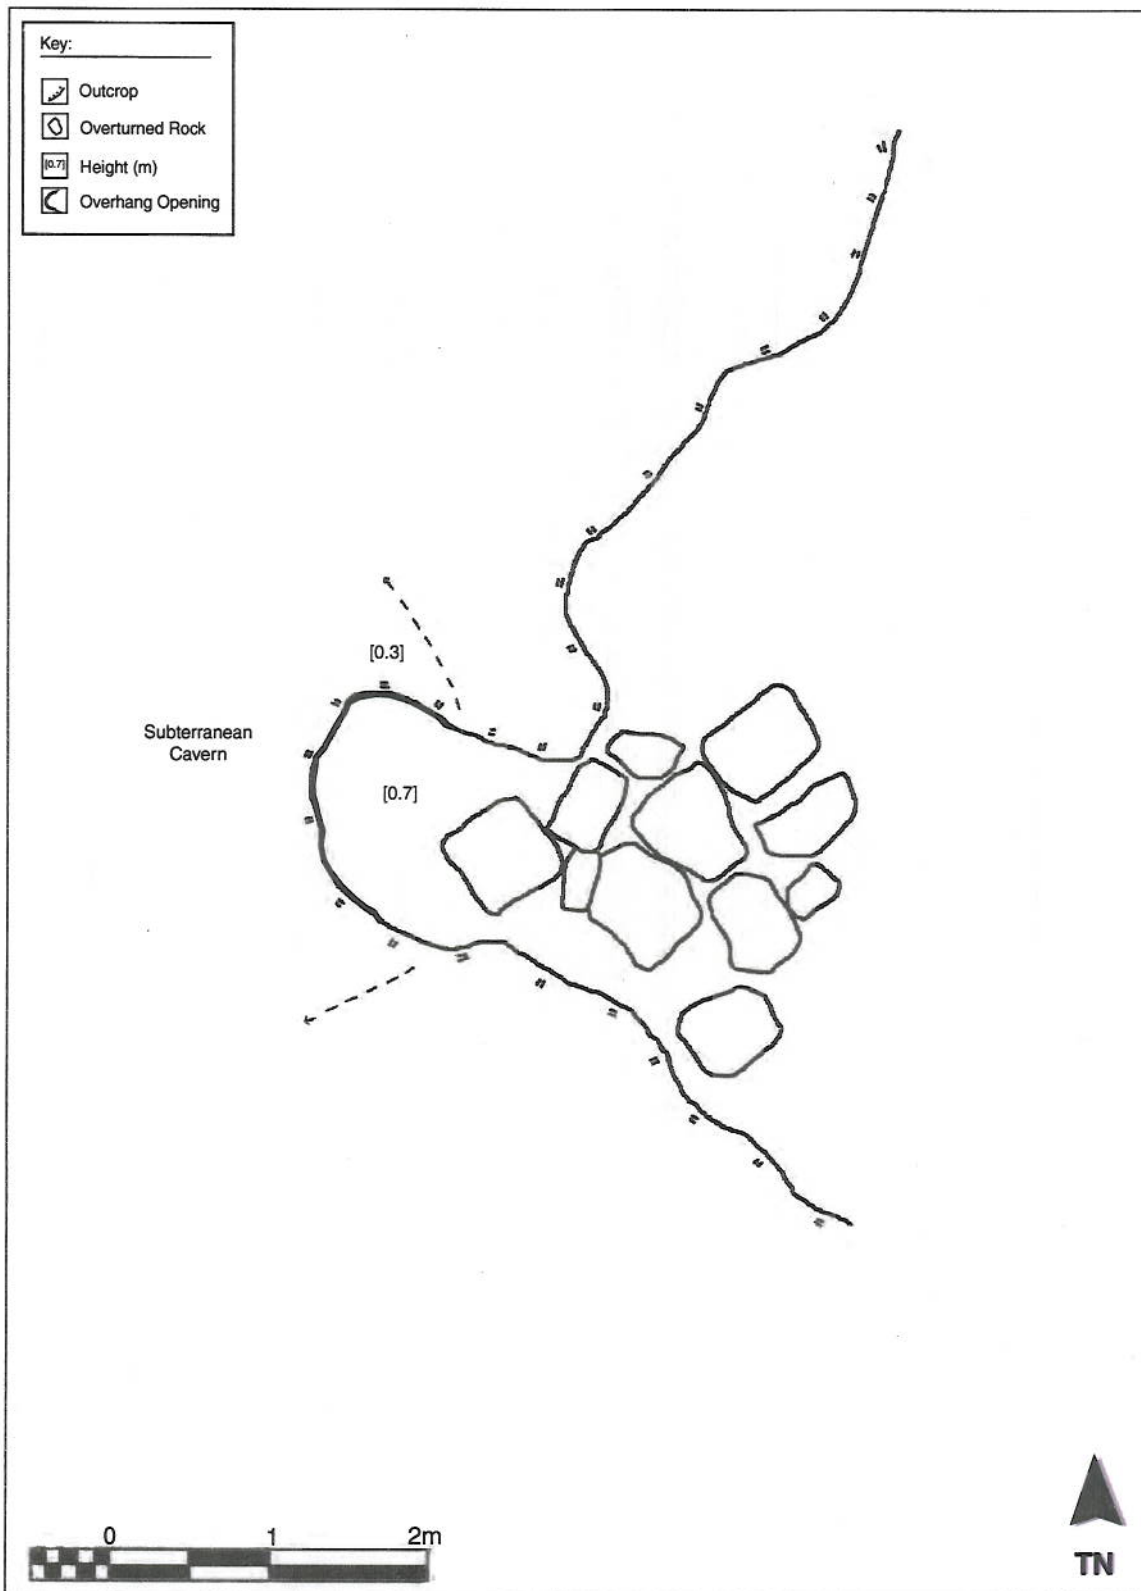 Key:
Outcrop
Overturned Rock
[0.7] Height (m)
Overhang Opening
[0.3]
Subterranean
Cavern
[0.7]
0 1 2m
TN